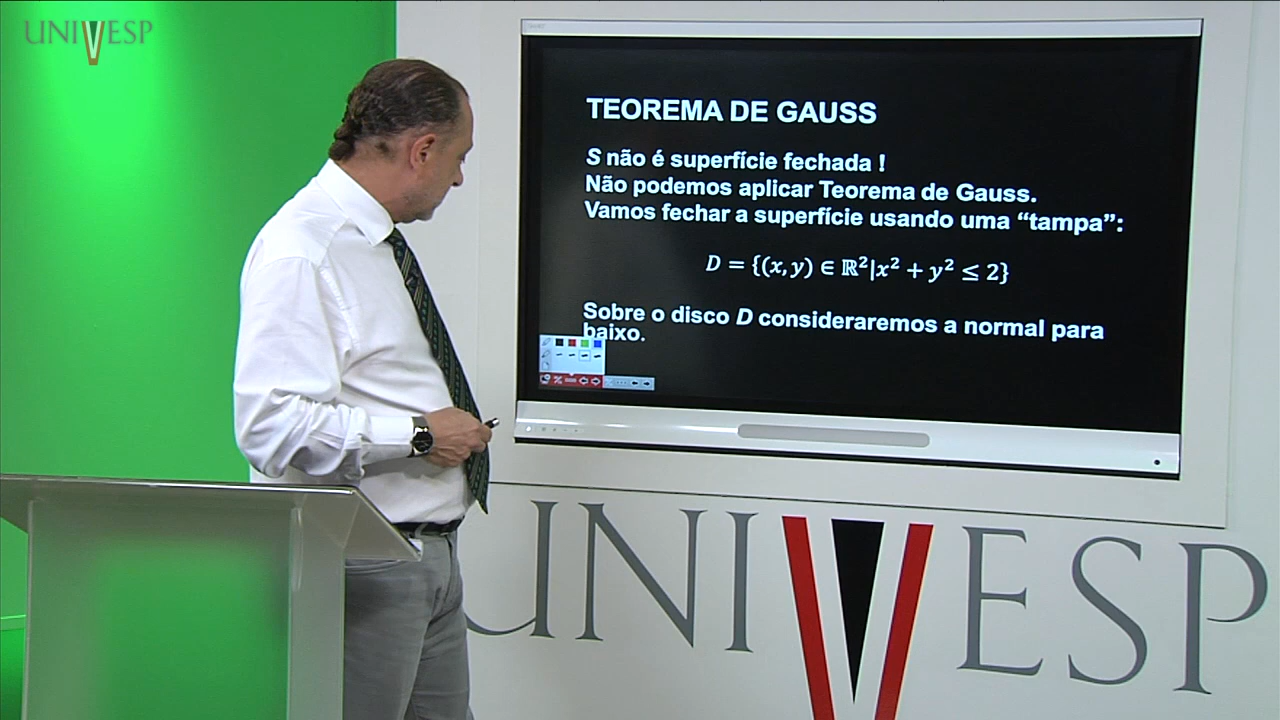 UNIVESP
TEOREMA DE GAUSS
S não é superfície fechada !
Não podemos aplicar Teorema de Gauss.
Vamos fechar a superfície usando uma “tampa”:
D = {(x, y) ∈ ℝ²|x² + y² ≤ 2}
Sobre o disco D consideraremos a normal para
baixo.
UNIVESP